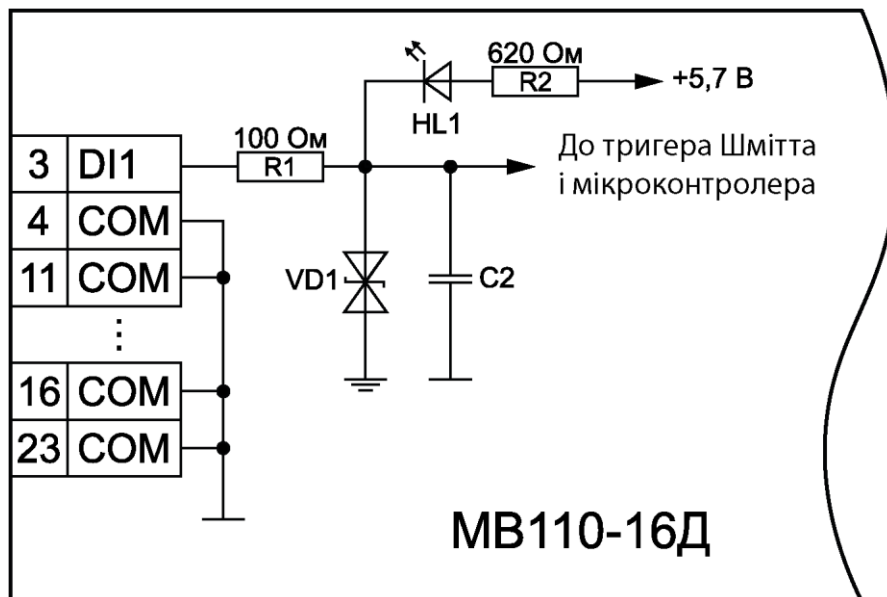 620 Ом
R2
+5,7 В
HL1
100 Ом
R1
До тригера Шмітта
і мікроконтролера
3 DI1
4 COM
11 COM
⋮
16 COM
23 COM
VD1
C2
МВ110-16Д